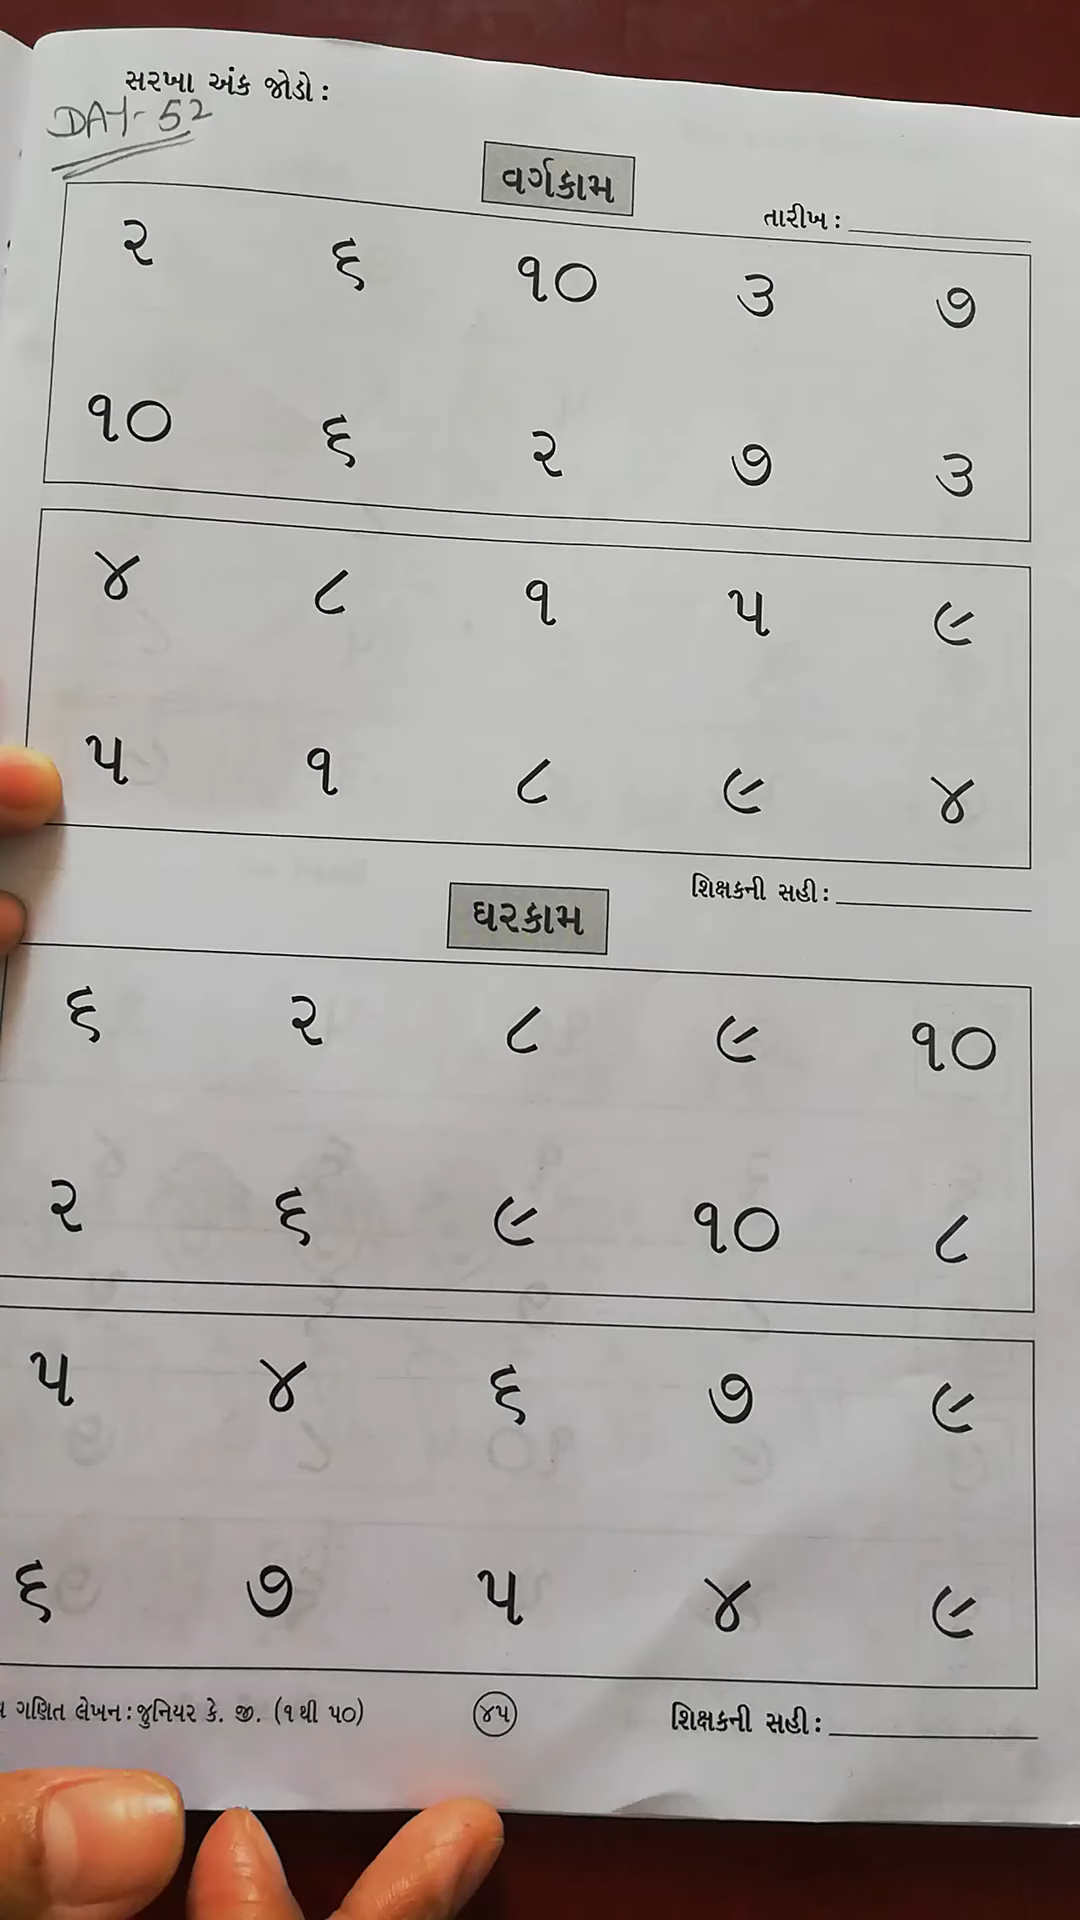 સરખા અંક જોડો :
DAY-52
વર્ગકામ
તારીખ :
૨ ૬ ૧૦ ૩ ૭
૧૦ ૬ ૨ ૭ ૩
૪ ૮ ૧ ૫ ૯
૫ ૧ ૮ ૯ ૪
શિક્ષકની સહી :
ઘરકામ
૬ ૨ ૮ ૯ ૧૦
૨ ૬ ૯ ૧૦ ૮
૫ ૪ ૬ ૭ ૯
૬ ૭ ૫ ૪ ૯
ગણિત લેખન : જુનિયર કે. જી. (૧ થી ૫૦) ૪૫ શિક્ષકની સહી :